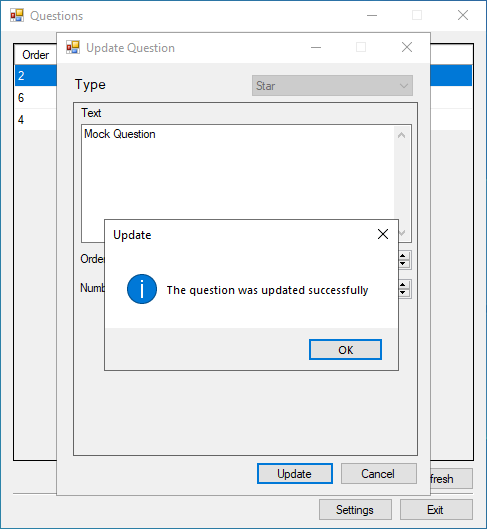 Questions
Update Question
Order
2
6
4
Type
Star
Text
Mock Question
Update
The question was updated successfully
OK
Update
Cancel
Settings
Exit